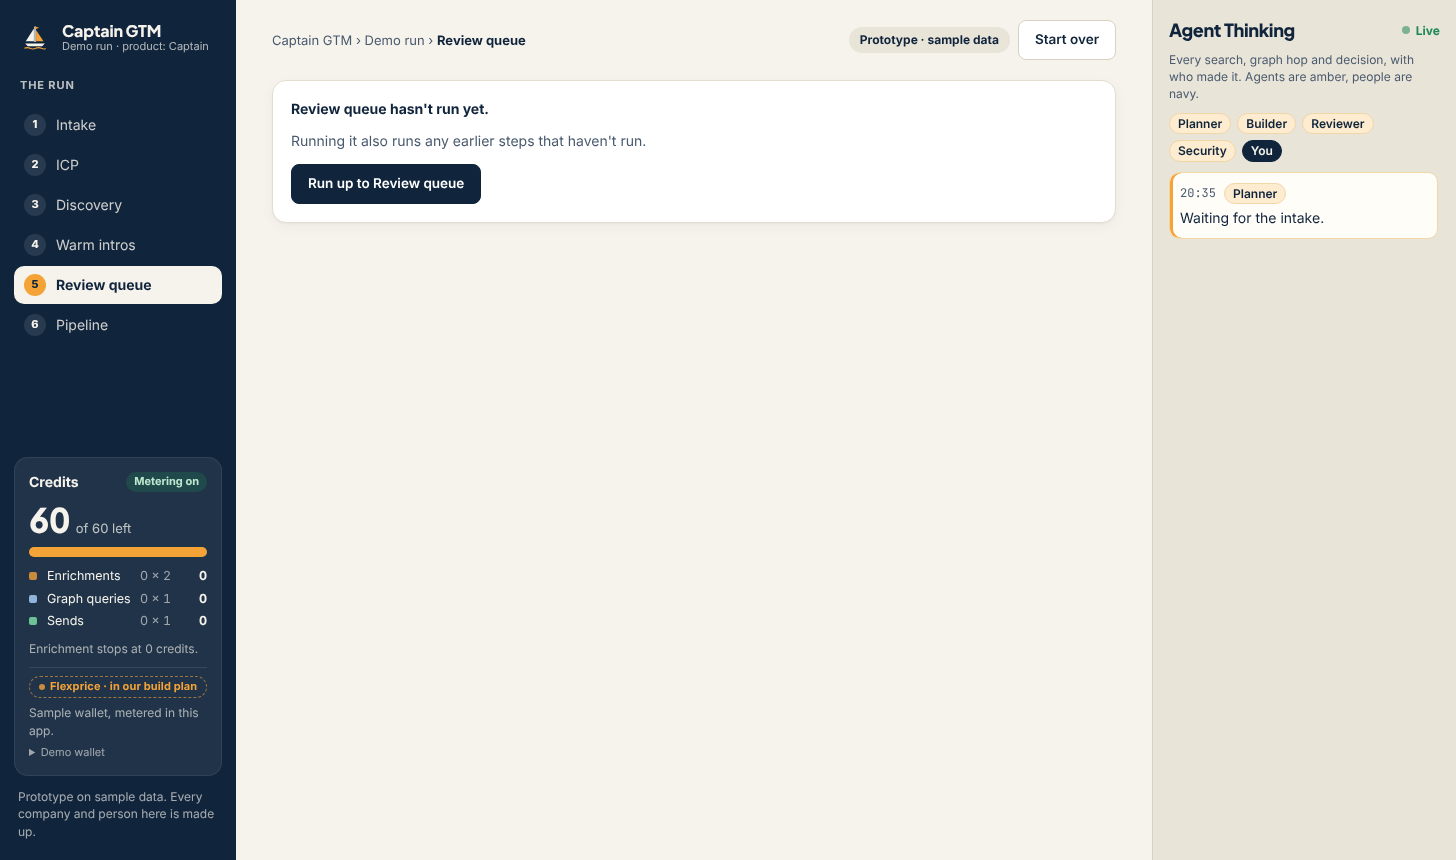 Captain GTM
Demo run · product: Captain
THE RUN
1 Intake
2 ICP
3 Discovery
4 Warm intros
5 Review queue
6 Pipeline
Credits Metering on
60 of 60 left
Enrichments 0 × 2 0
Graph queries 0 × 1 0
Sends 0 × 1 0
Enrichment stops at 0 credits.
Flexprice · in our build plan
Sample wallet, metered in this
app.
Demo wallet
Prototype on sample data. Every
company and person here is made
up.
Captain GTM › Demo run › Review queue
Prototype · sample data
Start over
Review queue hasn't run yet.
Running it also runs any earlier steps that haven't run.
Run up to Review queue
Agent Thinking
Live
Every search, graph hop and decision, with
who made it. Agents are amber, people are
navy.
Planner Builder Reviewer
Security You
20:35 Planner
Waiting for the intake.